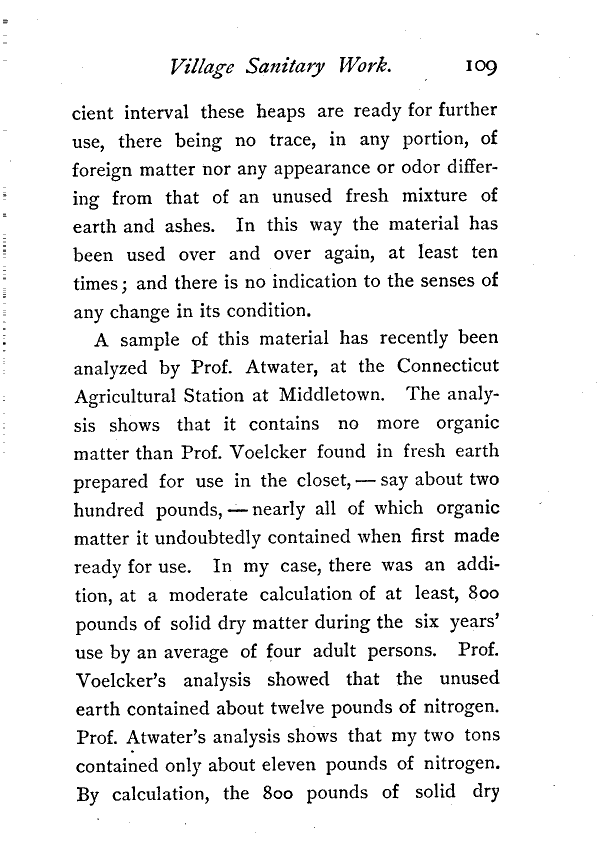 Village Sanitary Work. 109
cient interval these heaps are ready for further
use, there being no trace, in any portion, of
foreign matter nor any appearance or odor differ-
ing from that of an unused fresh mixture of
earth and ashes. In this way the material has
been used over and over again, at least ten
times; and there is no indication to the senses of
any change in its condition.
A sample of this material has recently been
analyzed by Prof. Atwater, at the Connecticut
Agricultural Station at Middletown. The analy-
sis shows that it contains no more organic
matter than Prof. Voelcker found in fresh earth
prepared for use in the closet, — say about two
hundred pounds, — nearly all of which organic
matter it undoubtedly contained when first made
ready for use. In my case, there was an addi-
tion, at a moderate calculation of at least, 800
pounds of solid dry matter during the six years'
use by an average of four adult persons. Prof.
Voelcker's analysis showed that the unused
earth contained about twelve pounds of nitrogen.
Prof. Atwater's analysis shows that my two tons
contained only about eleven pounds of nitrogen.
By calculation, the 800 pounds of solid dry